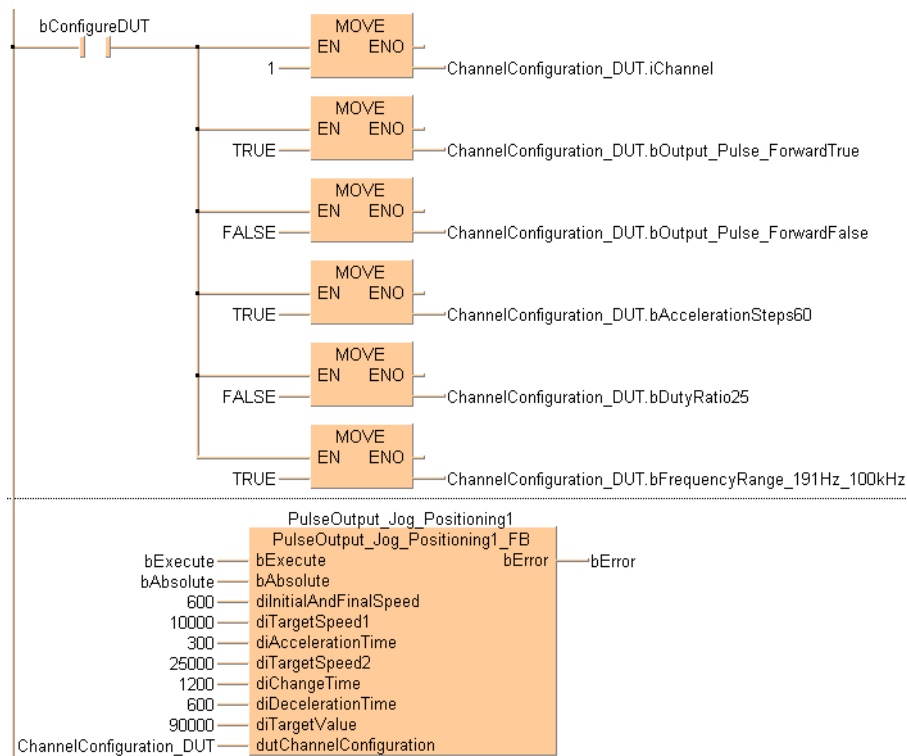 bConfigureDUT
MOVE
EN ENO
1 ChannelConfiguration_DUT.iChannel
MOVE
EN ENO
TRUE ChannelConfiguration_DUT.bOutput_Pulse_ForwardTrue
MOVE
EN ENO
FALSE ChannelConfiguration_DUT.bOutput_Pulse_ForwardFalse
MOVE
EN ENO
TRUE ChannelConfiguration_DUT.bAccelerationSteps60
MOVE
EN ENO
FALSE ChannelConfiguration_DUT.bDutyRatio25
MOVE
EN ENO
TRUE ChannelConfiguration_DUT.bFrequencyRange_191Hz_100kHz
PulseOutput_Jog_Positioning1
PulseOutput_Jog_Positioning1_FB
bExecute bExecute bError bError
bAbsolute bAbsolute
600 diInitialAndFinalSpeed
10000 diTargetSpeed1
300 diAccelerationTime
25000 diTargetSpeed2
1200 diChangeTime
600 diDecelerationTime
90000 diTargetValue
ChannelConfiguration_DUT dutChannelConfiguration